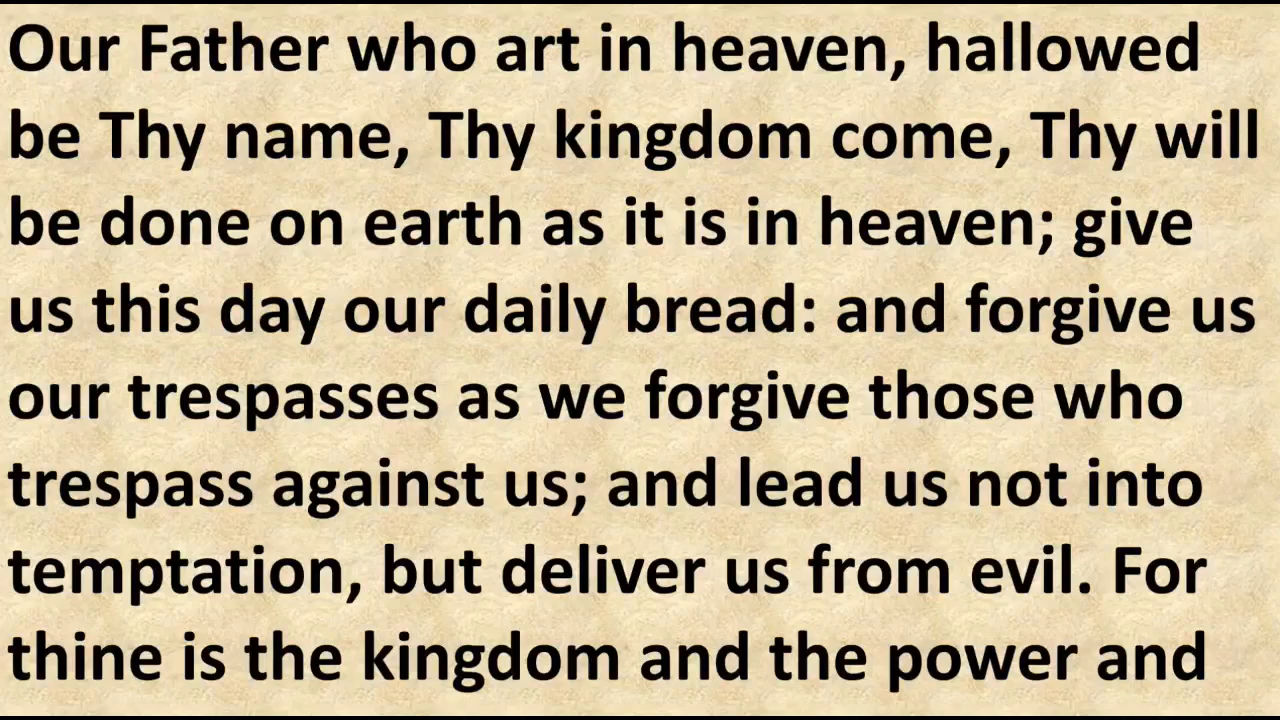 Our Father who art in heaven, hallowed
be Thy name, Thy kingdom come, Thy will
be done on earth as it is in heaven; give
us this day our daily bread: and forgive us
our trespasses as we forgive those who
trespass against us; and lead us not into
temptation, but deliver us from evil. For
thine is the kingdom and the power and